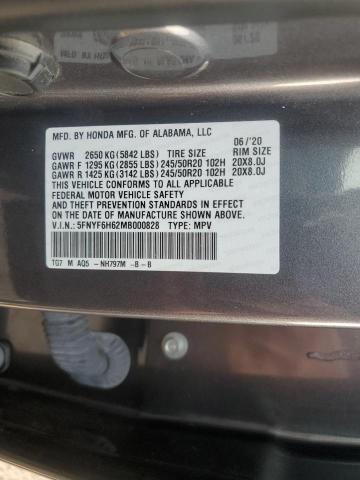 MFD. BY HONDA MFG. OF ALABAMA, LLC 06/'20
GVWR 2650 KG (5842 LBS) TIRE SIZE RIM SIZE
GAWR F 1295 KG (2855 LBS) 245/50R20 102H 20X8.0J
GAWR R 1425 KG (3142 LBS) 245/50R20 102H 20X8.0J
THIS VEHICLE CONFORMS TO ALL APPLICABLE
FEDERAL MOTOR VEHICLE SAFETY AND THEFT
PREVENTION STANDARDS IN EFFECT ON THE
DATE OF MANUFACTURE SHOWN ABOVE.
V.I.N.: 5FNYF6H62MB000828 TYPE: MPV
TG7 M AQ5 - NH797M - B - B